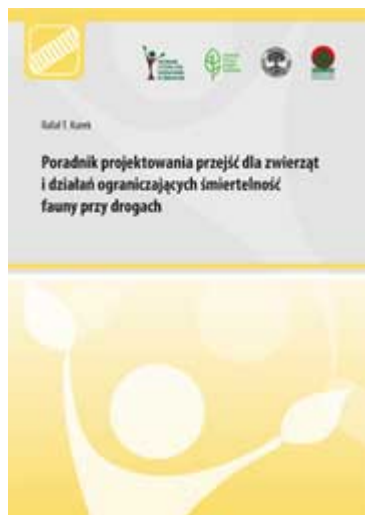 Rafał T. Kurek
Poradnik projektowania przejść dla zwierząt
i działań ograniczających śmiertelność
fauny przy drogach